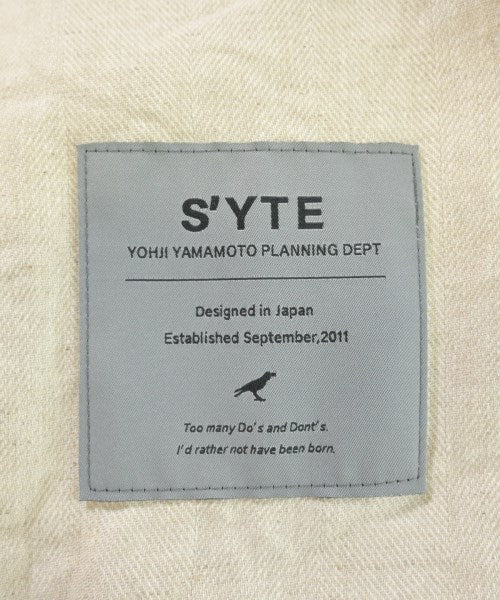 S'YTE
YOHJI YAMAMOTO PLANNING DEPT
Designed in Japan
Established September,2011
Too many Do's and Dont's.
I'd rather not have been born.